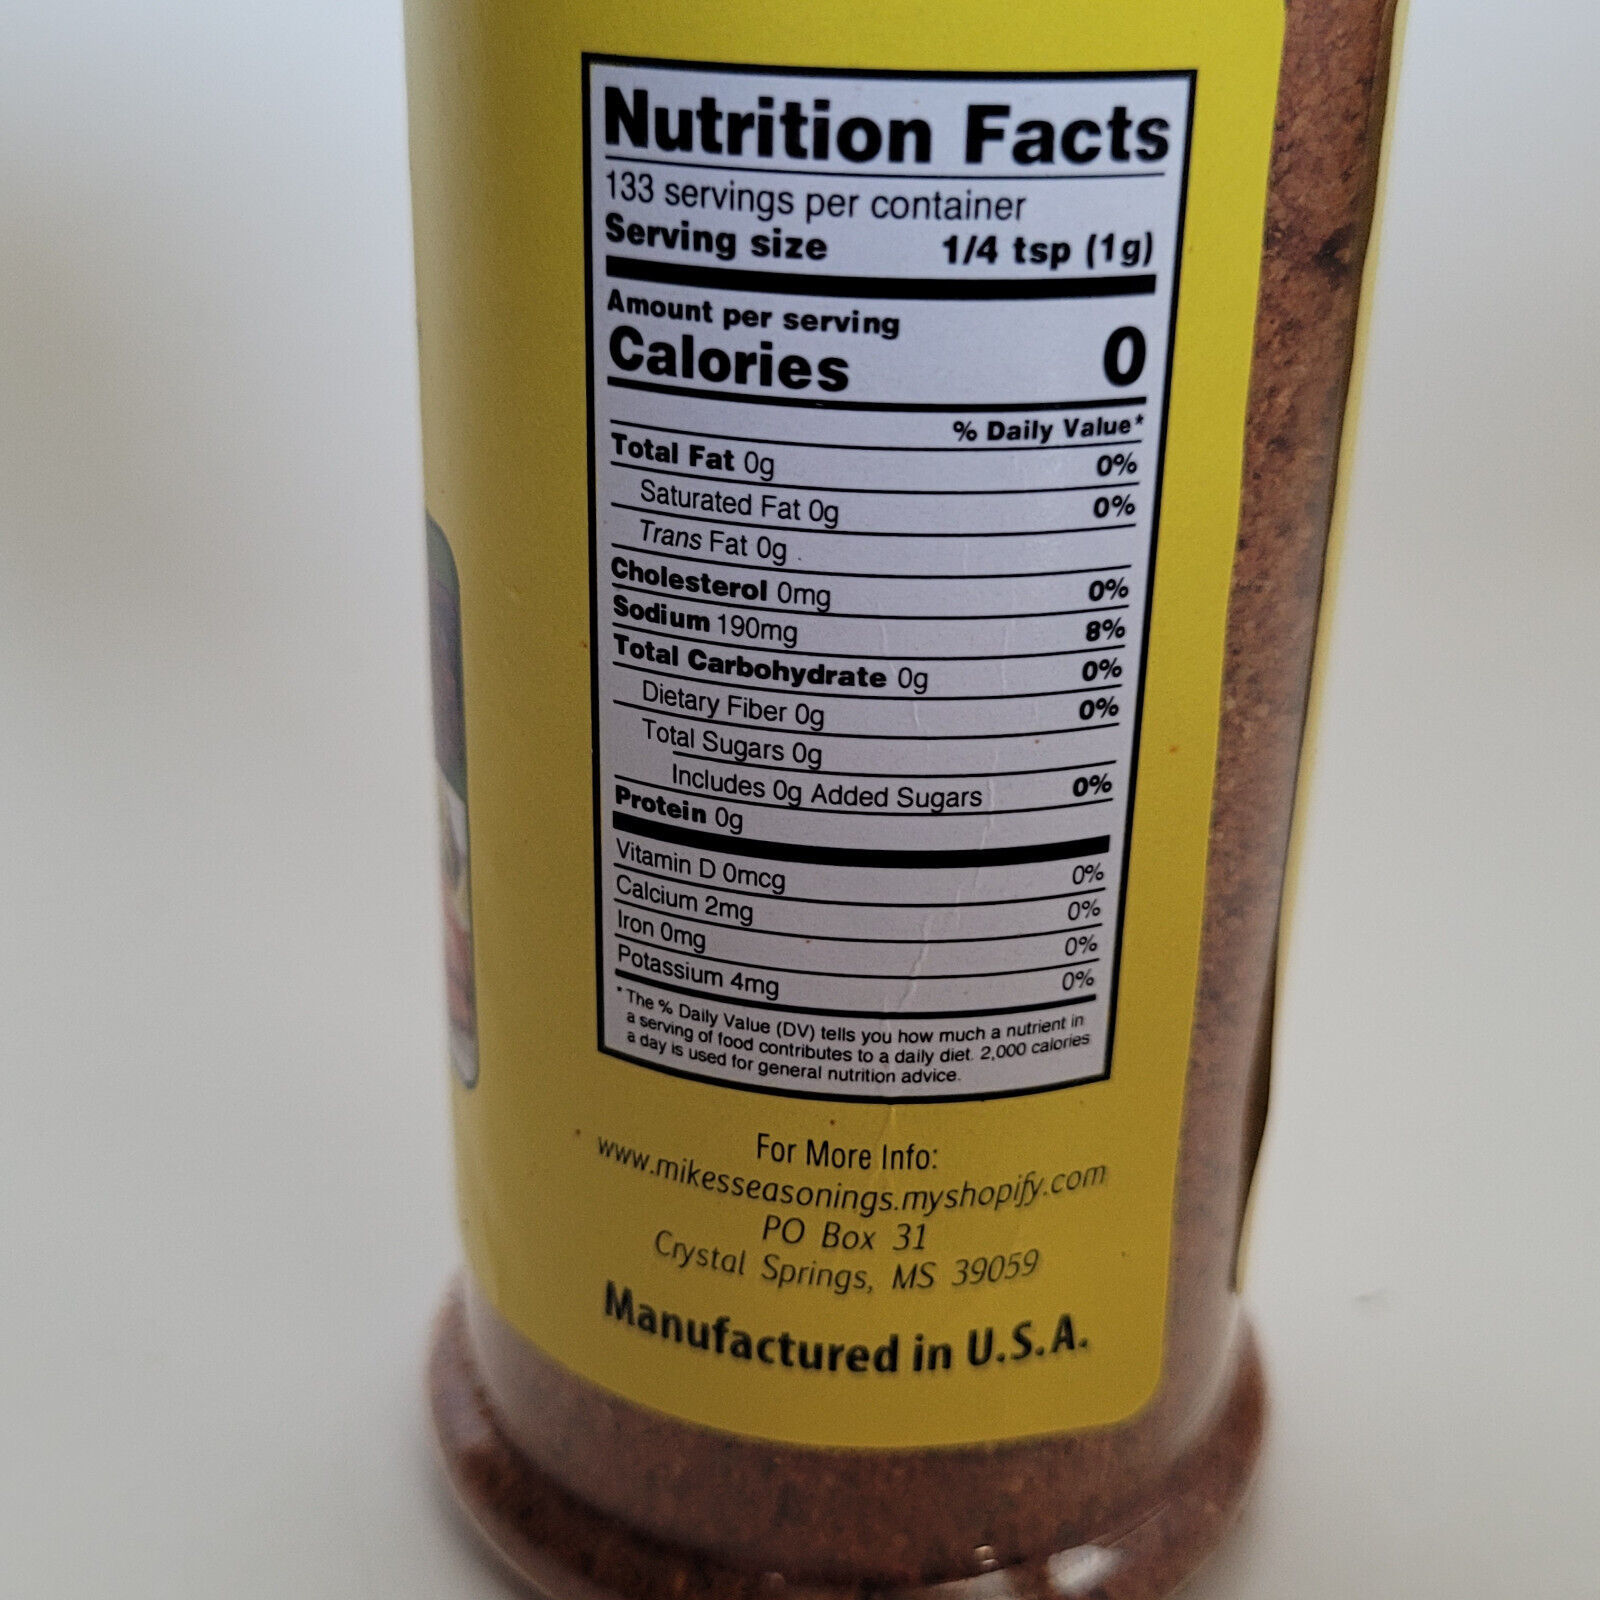 Nutrition Facts
133 servings per container
Serving size 1/4 tsp (1g)
Amount per serving
Calories 0
% Daily Value*
Total Fat 0g 0%
Saturated Fat 0g 0%
Trans Fat 0g
Cholesterol 0mg 0%
Sodium 190mg 8%
Total Carbohydrate 0g 0%
Dietary Fiber 0g 0%
Total Sugars 0g
Includes 0g Added Sugars 0%
Protein 0g
Vitamin D 0mcg 0%
Calcium 2mg 0%
Iron 0mg 0%
Potassium 4mg 0%
* The % Daily Value (DV) tells you how much a nutrient in
a serving of food contributes to a daily diet. 2,000 calories
a day is used for general nutrition advice.
For More Info:
www.mikesseasonings.myshopify.com
PO Box 31
Crystal Springs, MS 39059
Manufactured in U.S.A.